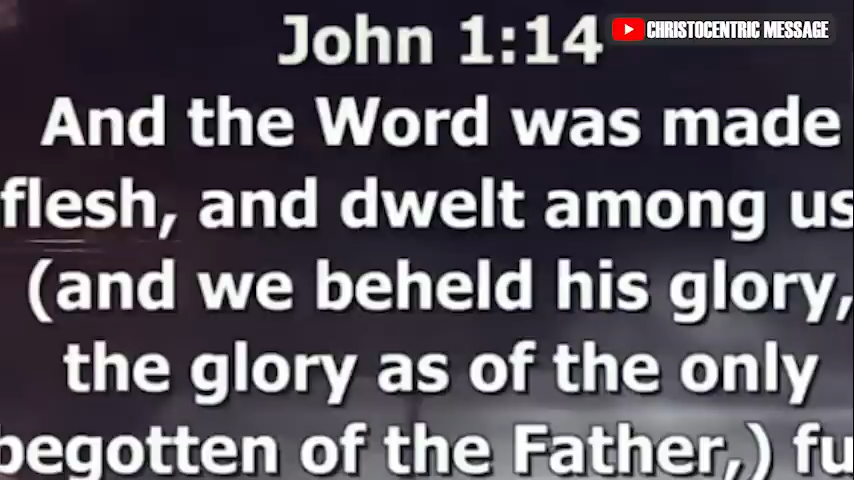 John 1:14
CHRISTOCENTRIC MESSAGE
And the Word was made
flesh, and dwelt among us
(and we beheld his glory,
the glory as of the only
begotten of the Father,) fu